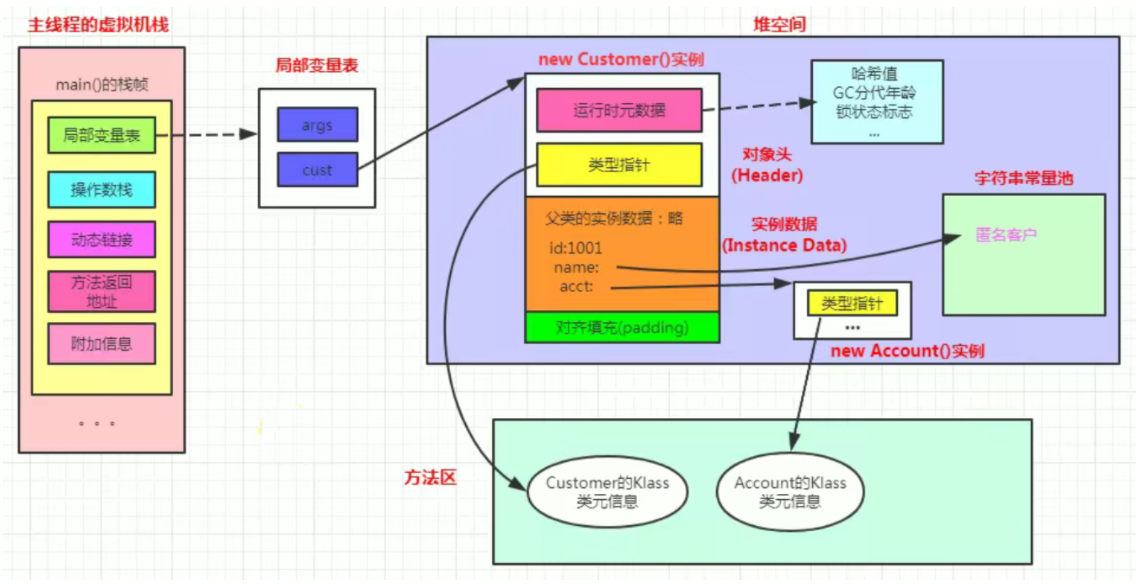 主线程的虚拟机栈
main()的栈帧
局部变量表
操作数栈
动态链接
方法返回
地址
附加信息
。。。
局部变量表
args
cust
堆空间
new Customer()实例
运行时元数据
类型指针
对象头
(Header)
哈希值
GC分代年龄
锁状态标志
...
父类的实例数据：略
id:1001
name:
acct:
对齐填充(padding)
实例数据
(Instance Data)
字符串常量池
匿名客户
类型指针
...
new Account()实例
方法区
Customer的Klass
类元信息
Account的Klass
类元信息